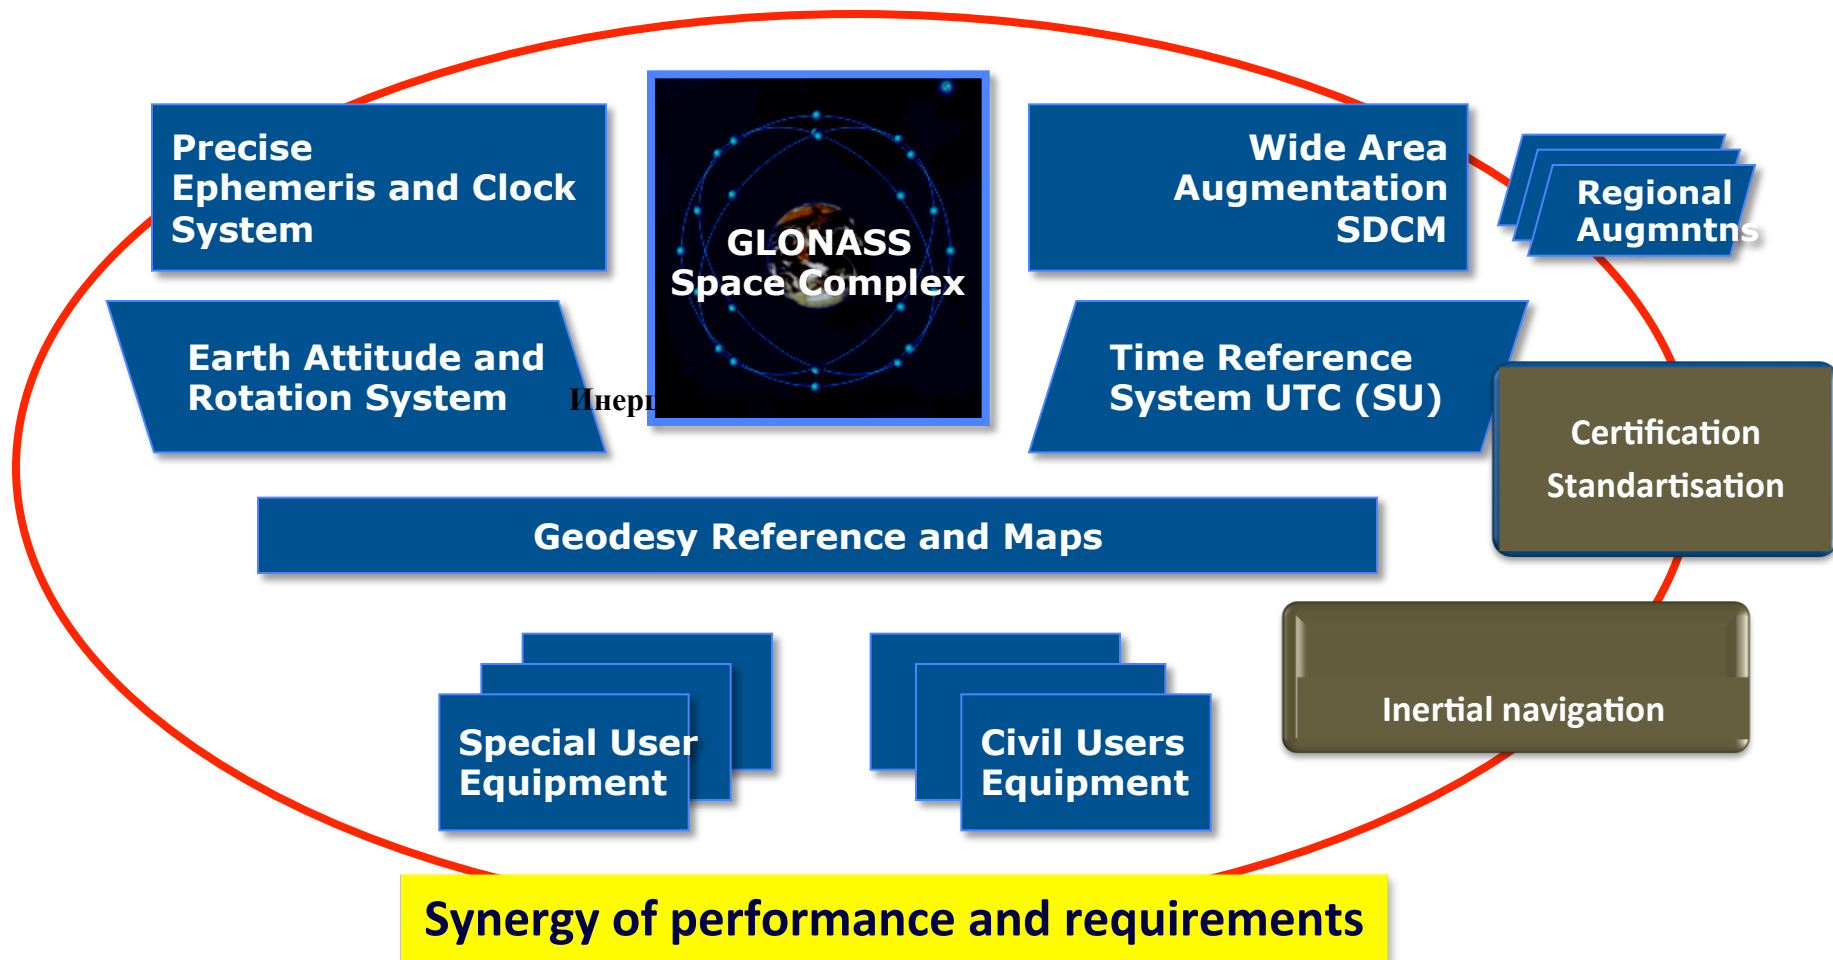 Precise
Ephemeris and Clock
System
GLONASS
Space Complex
Wide Area
Augmentation
SDCM
Regional
Augmntns
Earth Attitude and
Rotation System
Time Reference
System UTC (SU)
Certification
Standartisation
Geodesy Reference and Maps
Inertial navigation
Special User
Equipment
Civil Users
Equipment
Synergy of performance and requirements